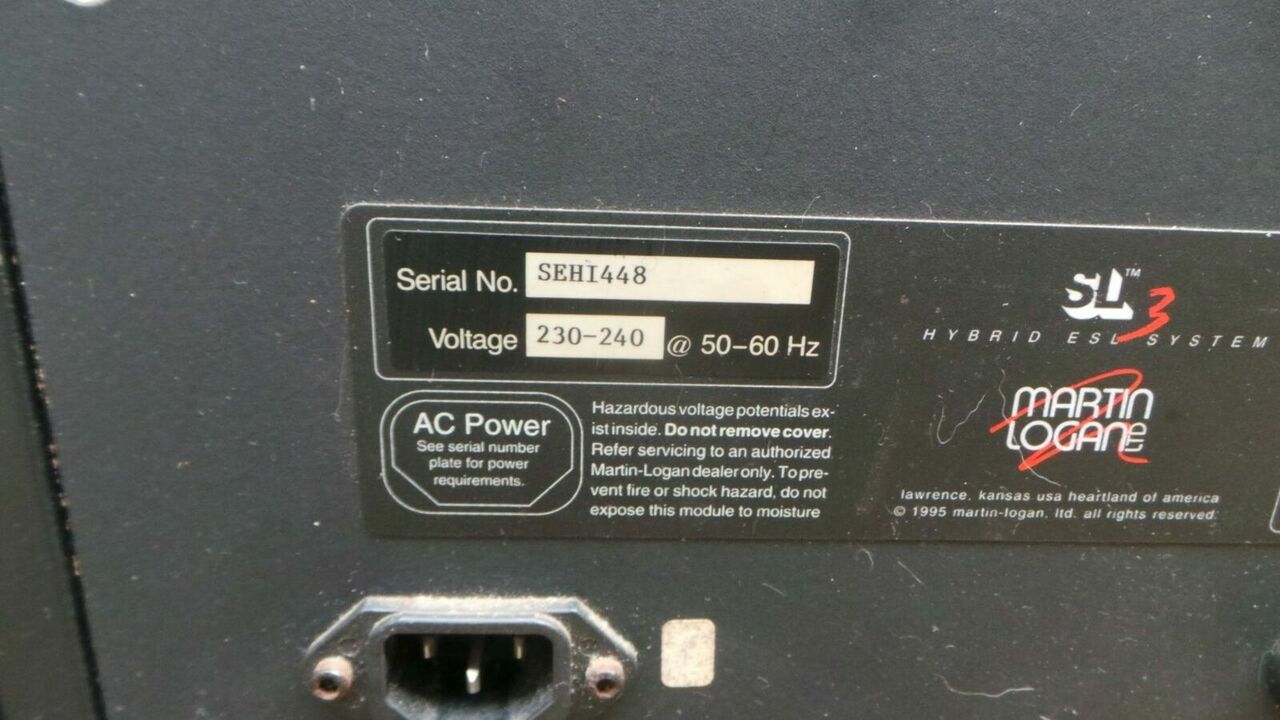 Serial No. SEHI448
Voltage 230-240 @ 50-60 Hz
AC Power
See serial number
plate for power
requirements.
Hazardous voltage potentials ex-
ist inside. Do not remove cover.
Refer servicing to an authorized
Martin-Logan dealer only. To pre-
vent fire or shock hazard, do not
expose this module to moisture
SL™3
HYBRID ESL SYSTEM
MARTIN
LOGAN
lawrence, kansas usa heartland of america
© 1995 martin-logan, ltd. all rights reserved.